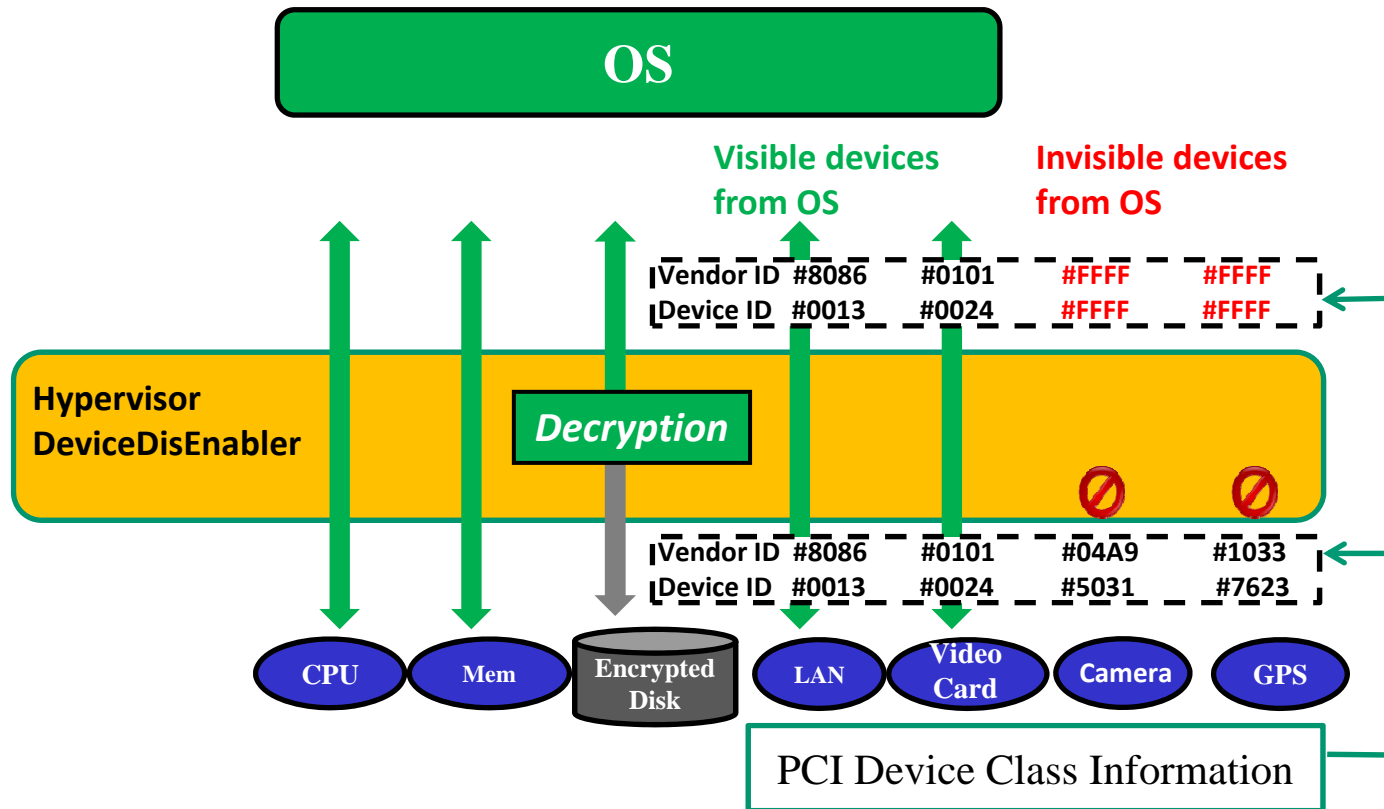 OS
Visible devices
from OS
Invisible devices
from OS
Vendor ID #8086 #0101 #FFFF #FFFF
Device ID #0013 #0024 #FFFF #FFFF
Hypervisor
DeviceDisEnabler
Decryption
Vendor ID #8086 #0101 #04A9 #1033
Device ID #0013 #0024 #5031 #7623
CPU
Mem
Encrypted
Disk
LAN
Video
Card
Camera
GPS
PCI Device Class Information